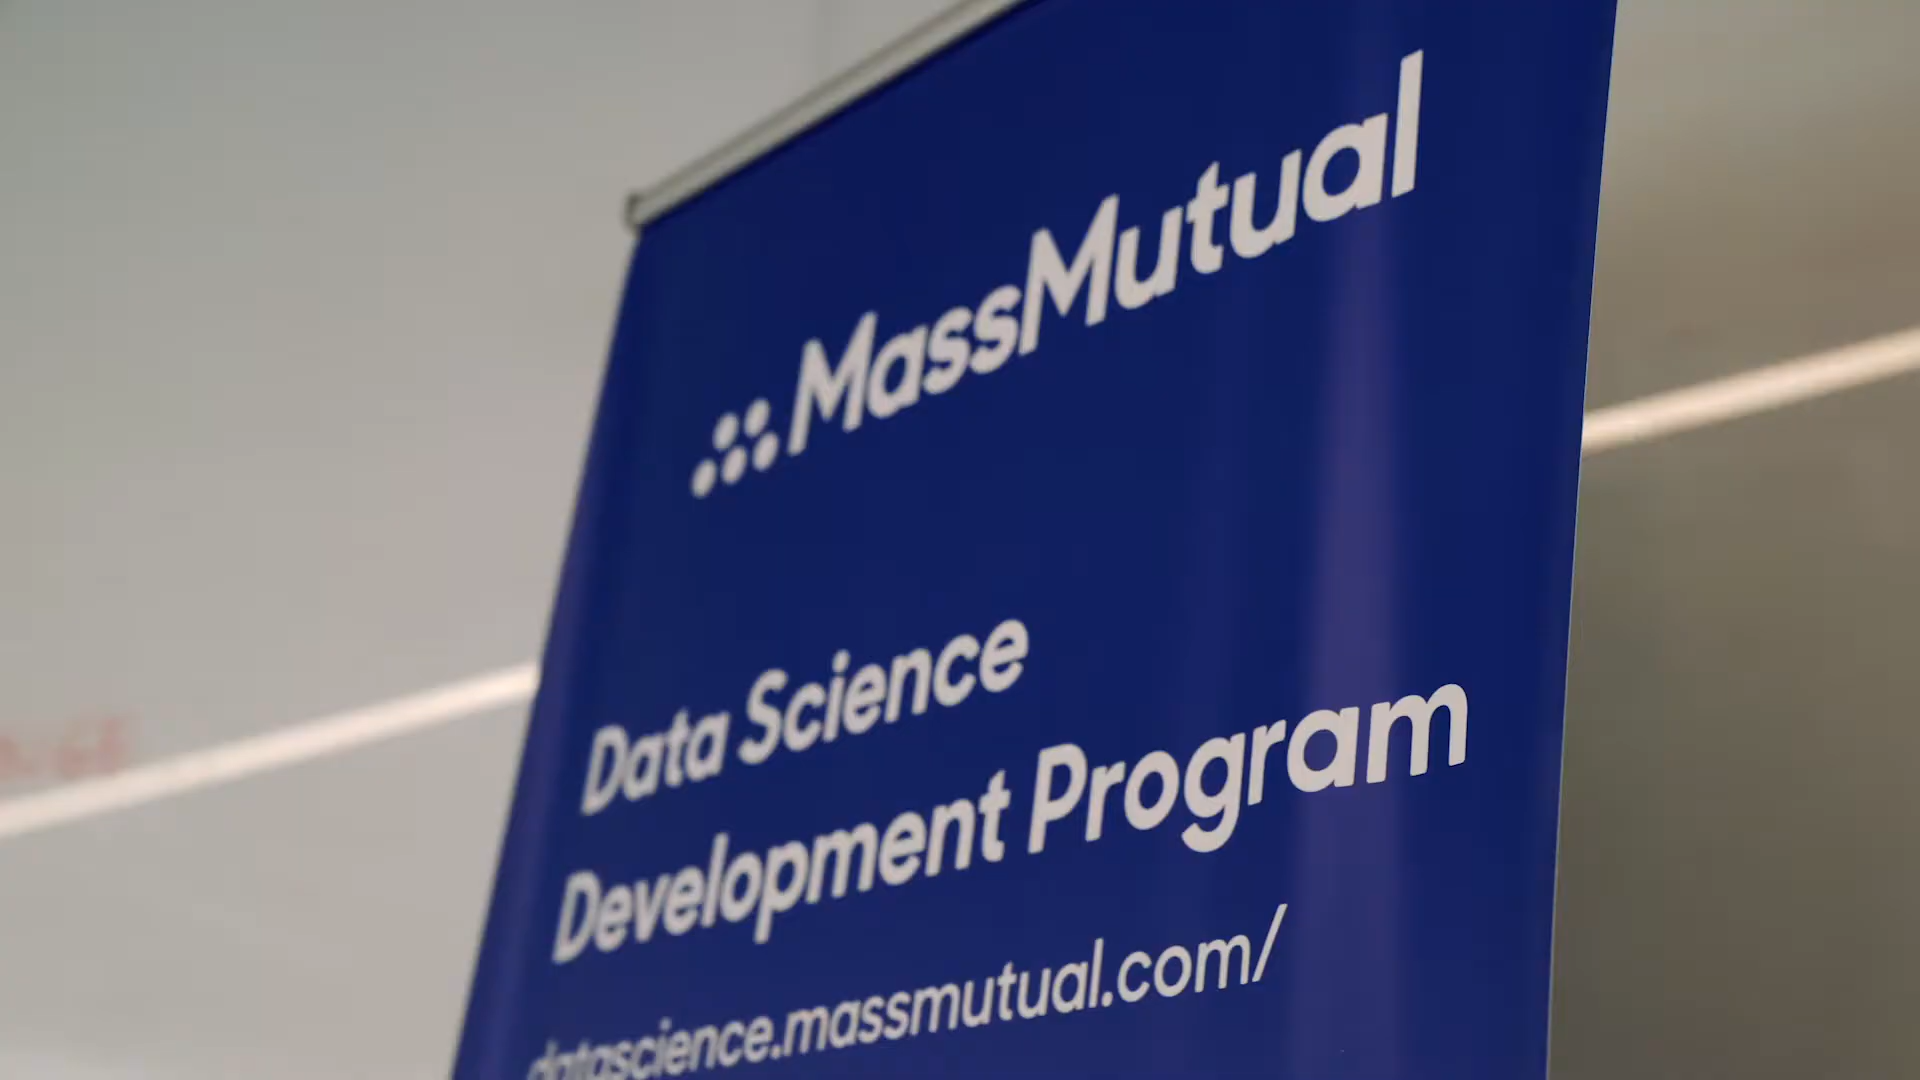 MassMutual
Data Science
Development Program
datascience.massmutual.com/